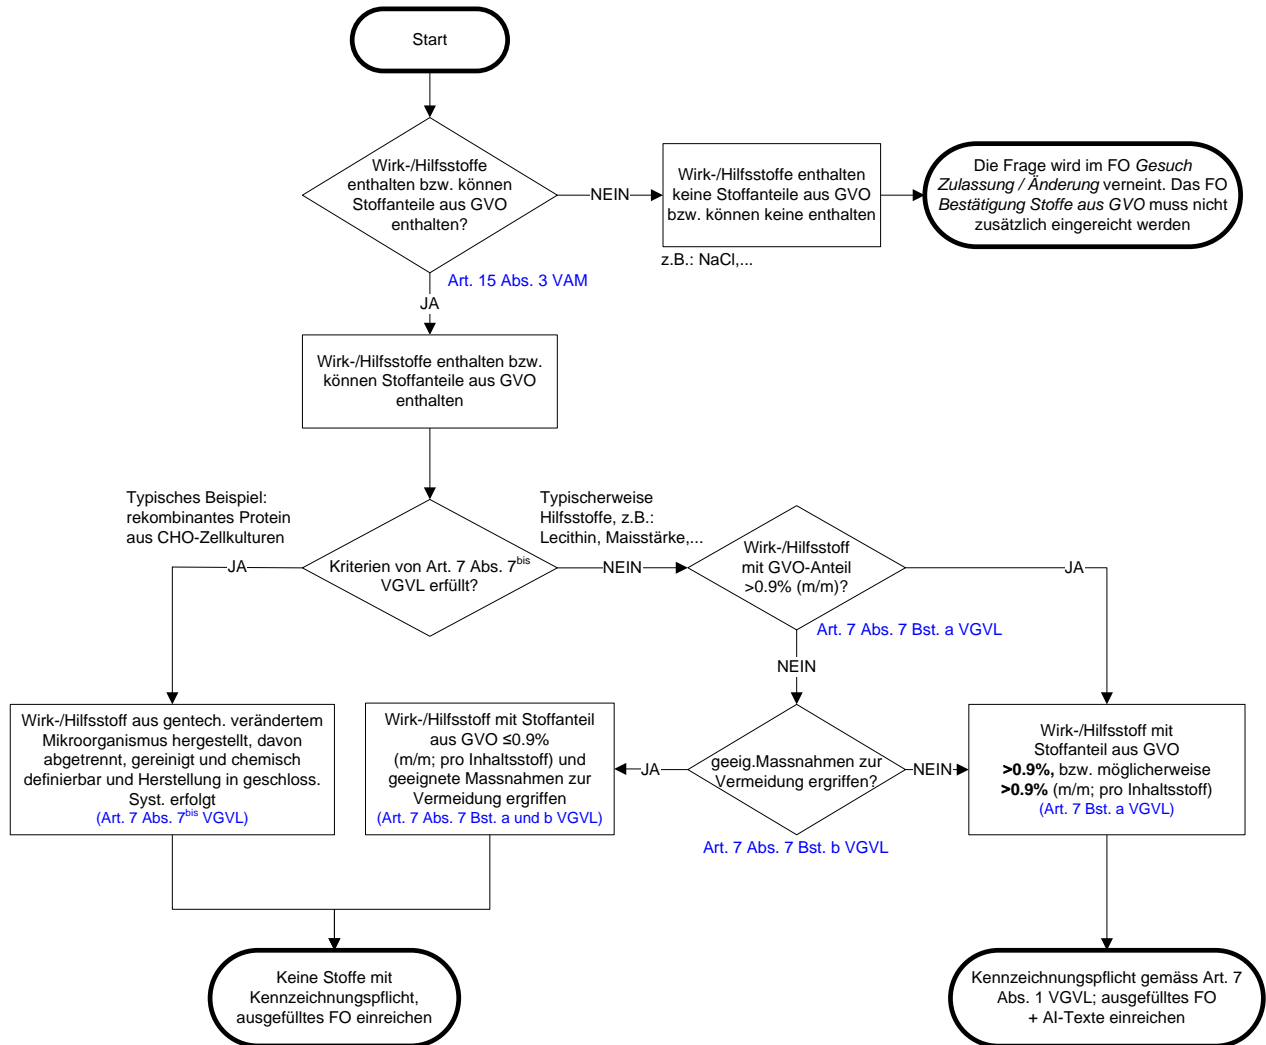 Start
Wirk-/Hilfsstoffe
enthalten bzw. können
Stoffanteile aus GVO
enthalten?
NEIN
Wirk-/Hilfsstoffe enthalten
keine Stoffanteile aus GVO
bzw. können keine enthalten
z.B.: NaCl,...
Die Frage wird im FO Gesuch
Zulassung / Änderung verneint. Das FO
Bestätigung Stoffe aus GVO muss nicht
zusätzlich eingereicht werden
Art. 15 Abs. 3 VAM
JA
Wirk-/Hilfsstoffe enthalten bzw.
können Stoffanteile aus GVO
enthalten
Typisches Beispiel:
rekombinantes Protein
aus CHO-Zellkulturen
JA
Kriterien von Art. 7 Abs. 7bis
VGVL erfüllt?
Typischerweise
Hilfsstoffe, z.B.:
Lecithin, Maisstärke,...
NEIN
Wirk-/Hilfsstoff
mit GVO-Anteil
>0.9% (m/m)?
JA
Art. 7 Abs. 7 Bst. a VGVL
NEIN
Wirk-/Hilfsstoff aus gentech. verändertem
Mikroorganismus hergestellt, davon
abgetrennt, gereinigt und chemisch
definierbar und Herstellung in geschloss.
Syst. erfolgt
(Art. 7 Abs. 7bis VGVL)
Wirk-/Hilfsstoff mit Stoffanteil
aus GVO ≤0.9%
(m/m; pro Inhaltsstoff) und
geeignete Massnahmen zur
Vermeidung ergriffen
(Art. 7 Abs. 7 Bst. a und b VGVL)
JA
geeig.Massnahmen zur
Vermeidung ergriffen?
NEIN
Art. 7 Abs. 7 Bst. b VGVL
Wirk-/Hilfsstoff mit
Stoffanteil aus GVO
>0.9%, bzw. möglicherweise
>0.9% (m/m; pro Inhaltsstoff)
(Art. 7 Bst. a VGVL)
Keine Stoffe mit
Kennzeichnungspflicht,
ausgefülltes FO einreichen
Kennzeichnungspflicht gemäss Art. 7
Abs. 1 VGVL; ausgefülltes FO
+ AI-Texte einreichen